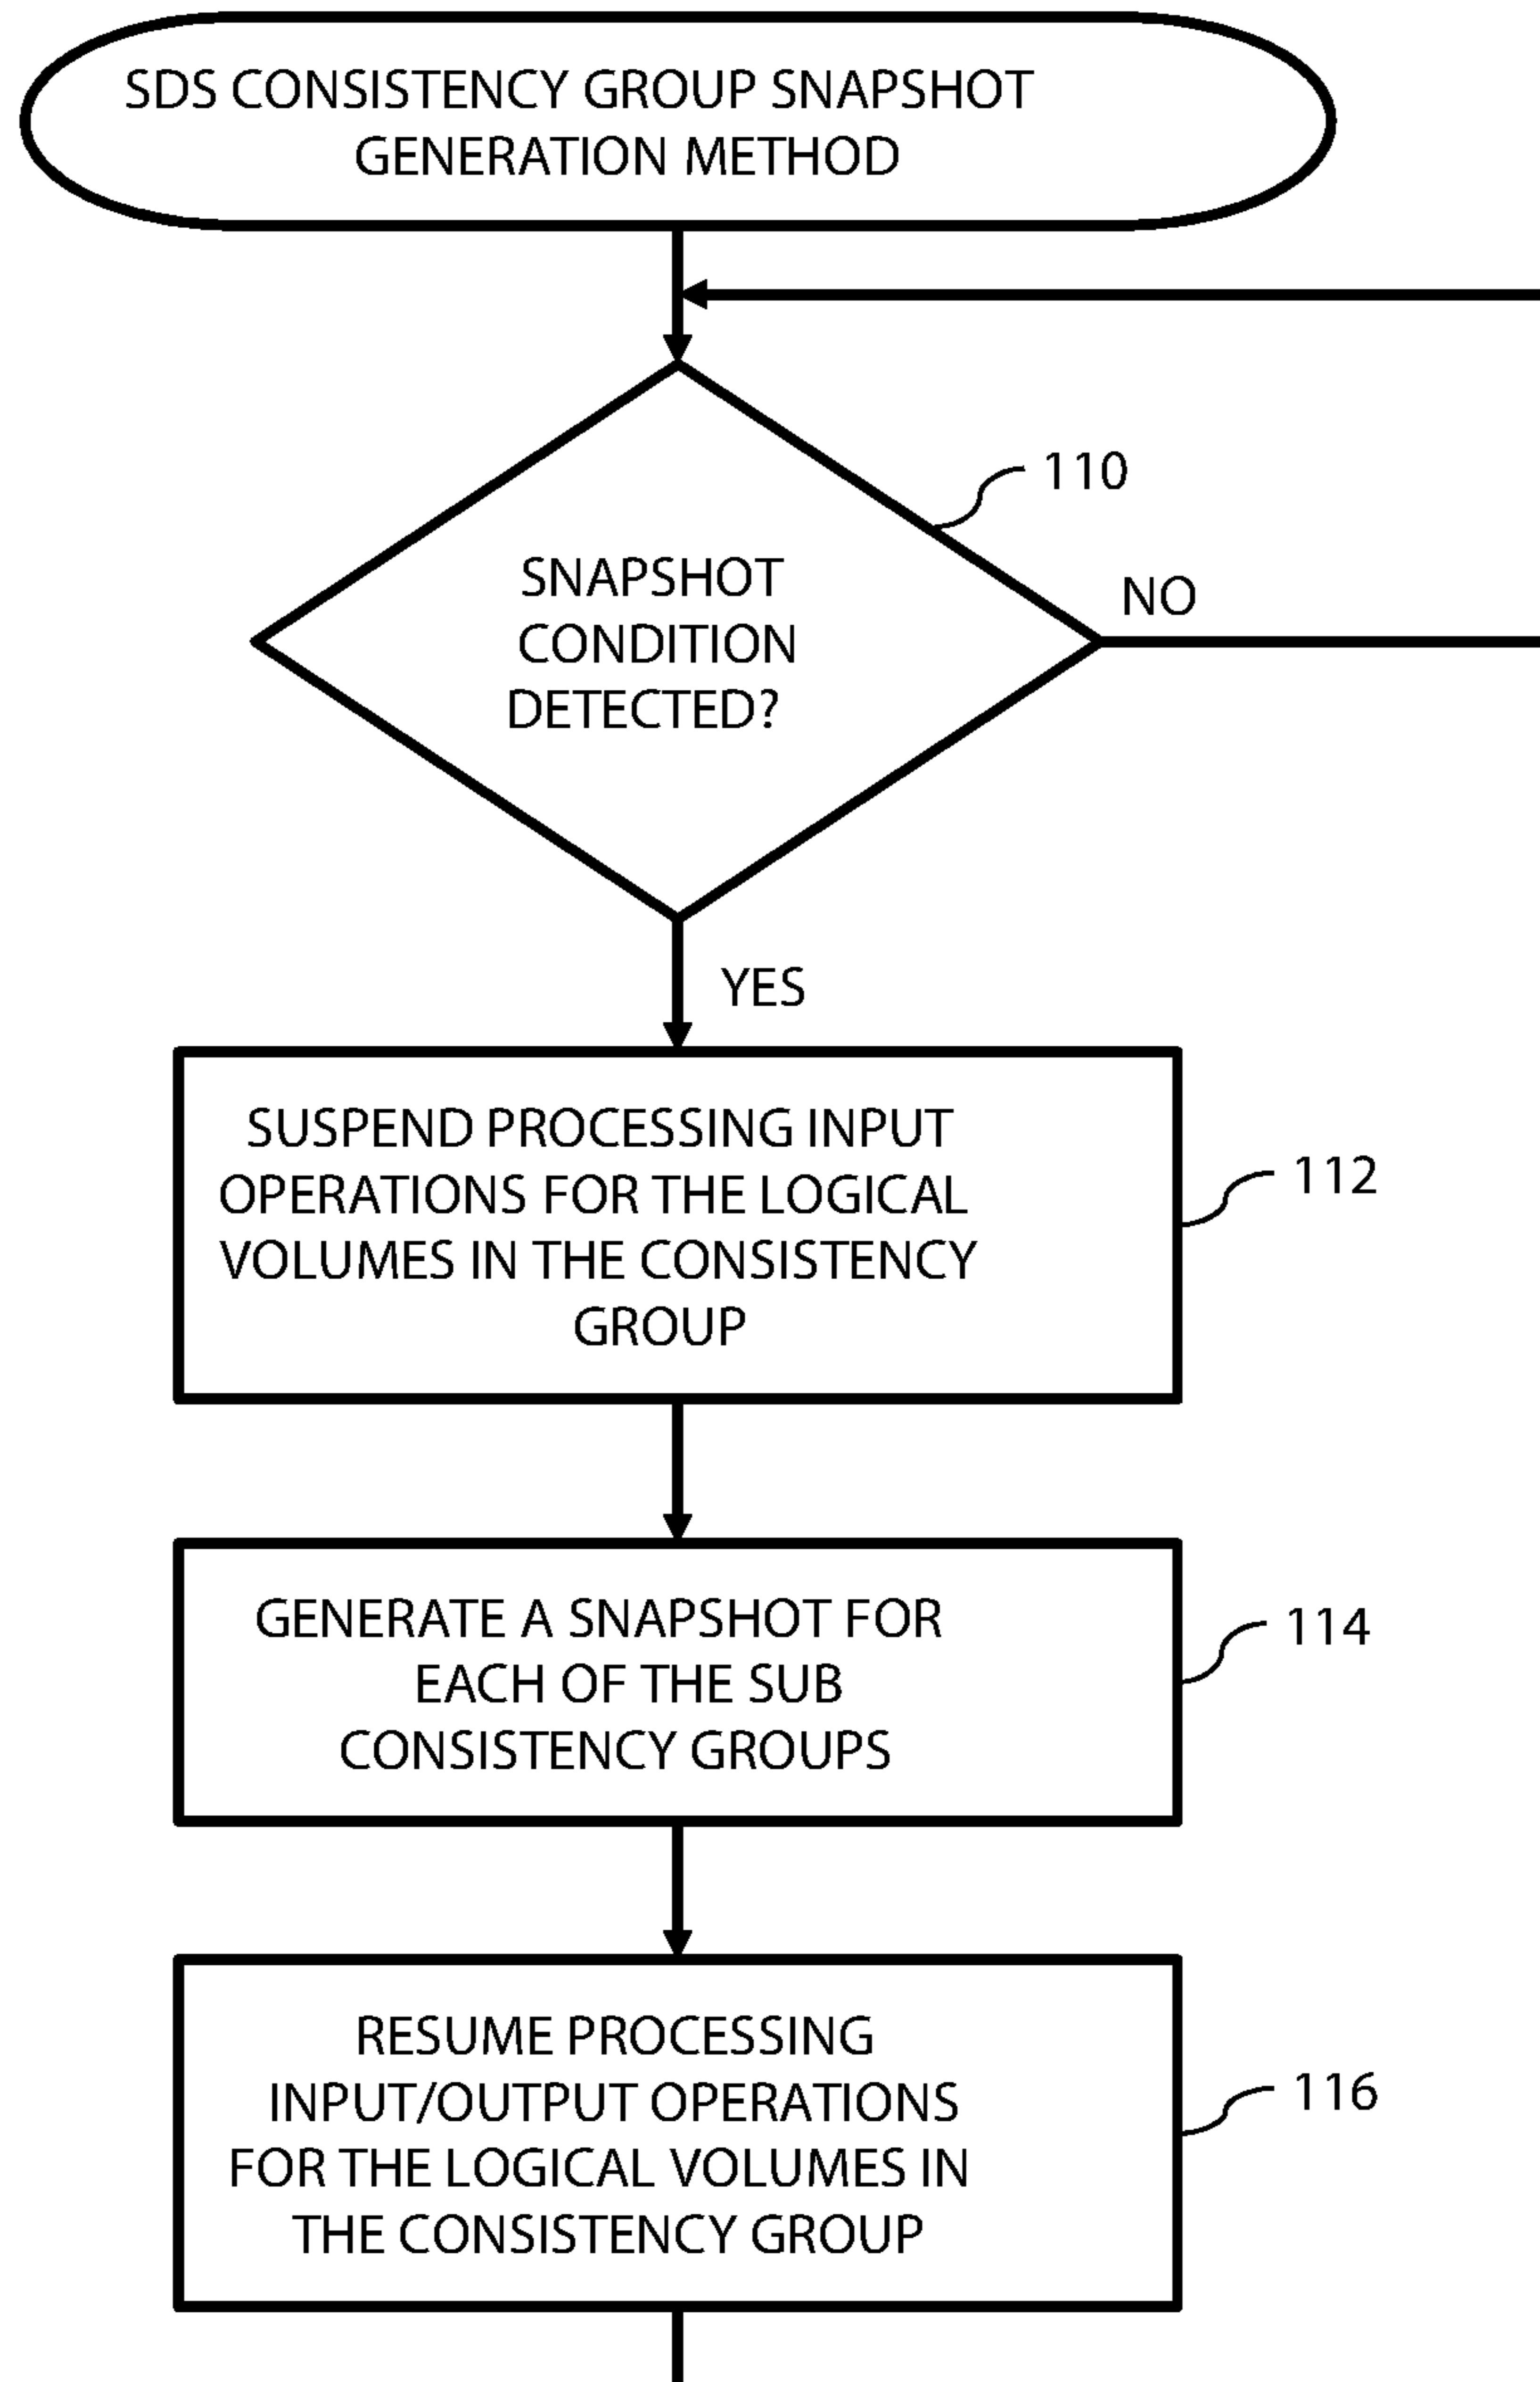 SDS CONSISTENCY GROUP SNAPSHOT
GENERATION METHOD
110
SNAPSHOT
CONDITION
DETECTED?
NO
YES
SUSPEND PROCESSING INPUT
OPERATIONS FOR THE LOGICAL
VOLUMES IN THE CONSISTENCY
GROUP
112
GENERATE A SNAPSHOT FOR
EACH OF THE SUB
CONSISTENCY GROUPS
114
RESUME PROCESSING
INPUT/OUTPUT OPERATIONS
FOR THE LOGICAL VOLUMES IN
THE CONSISTENCY GROUP
116